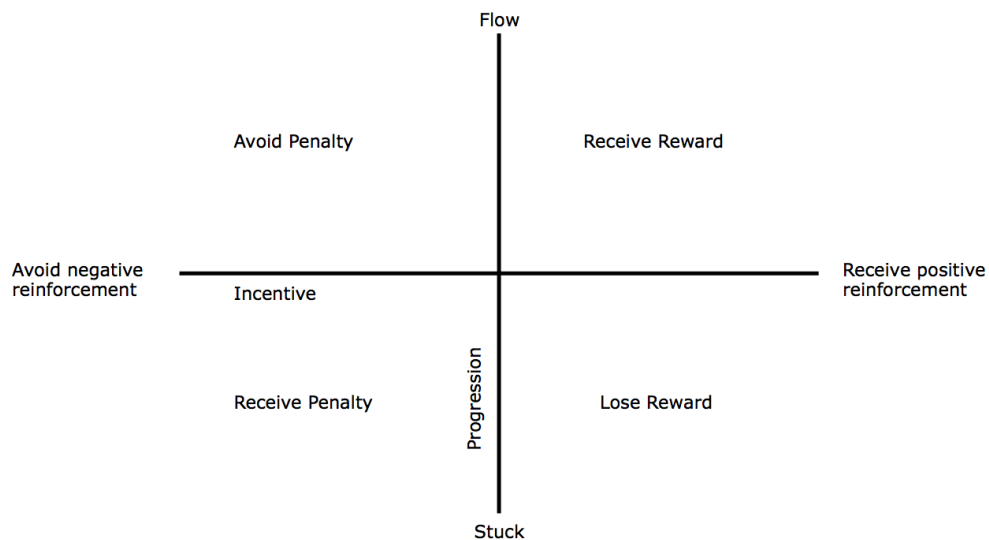 Flow
Avoid Penalty
Receive Reward
Avoid negative
reinforcement
Receive positive
reinforcement
Incentive
Progression
Receive Penalty
Lose Reward
Stuck